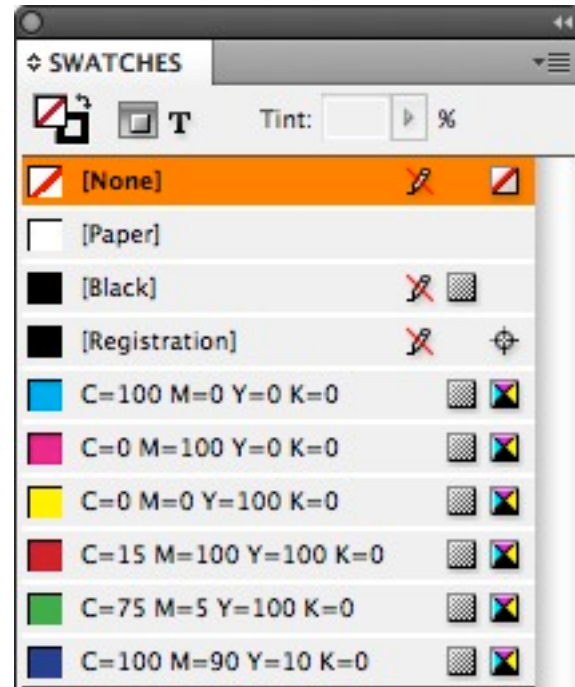 SWATCHES
T Tint: %
[None]
[Paper]
[Black]
[Registration]
C=100 M=0 Y=0 K=0
C=0 M=100 Y=0 K=0
C=0 M=0 Y=100 K=0
C=15 M=100 Y=100 K=0
C=75 M=5 Y=100 K=0
C=100 M=90 Y=10 K=0